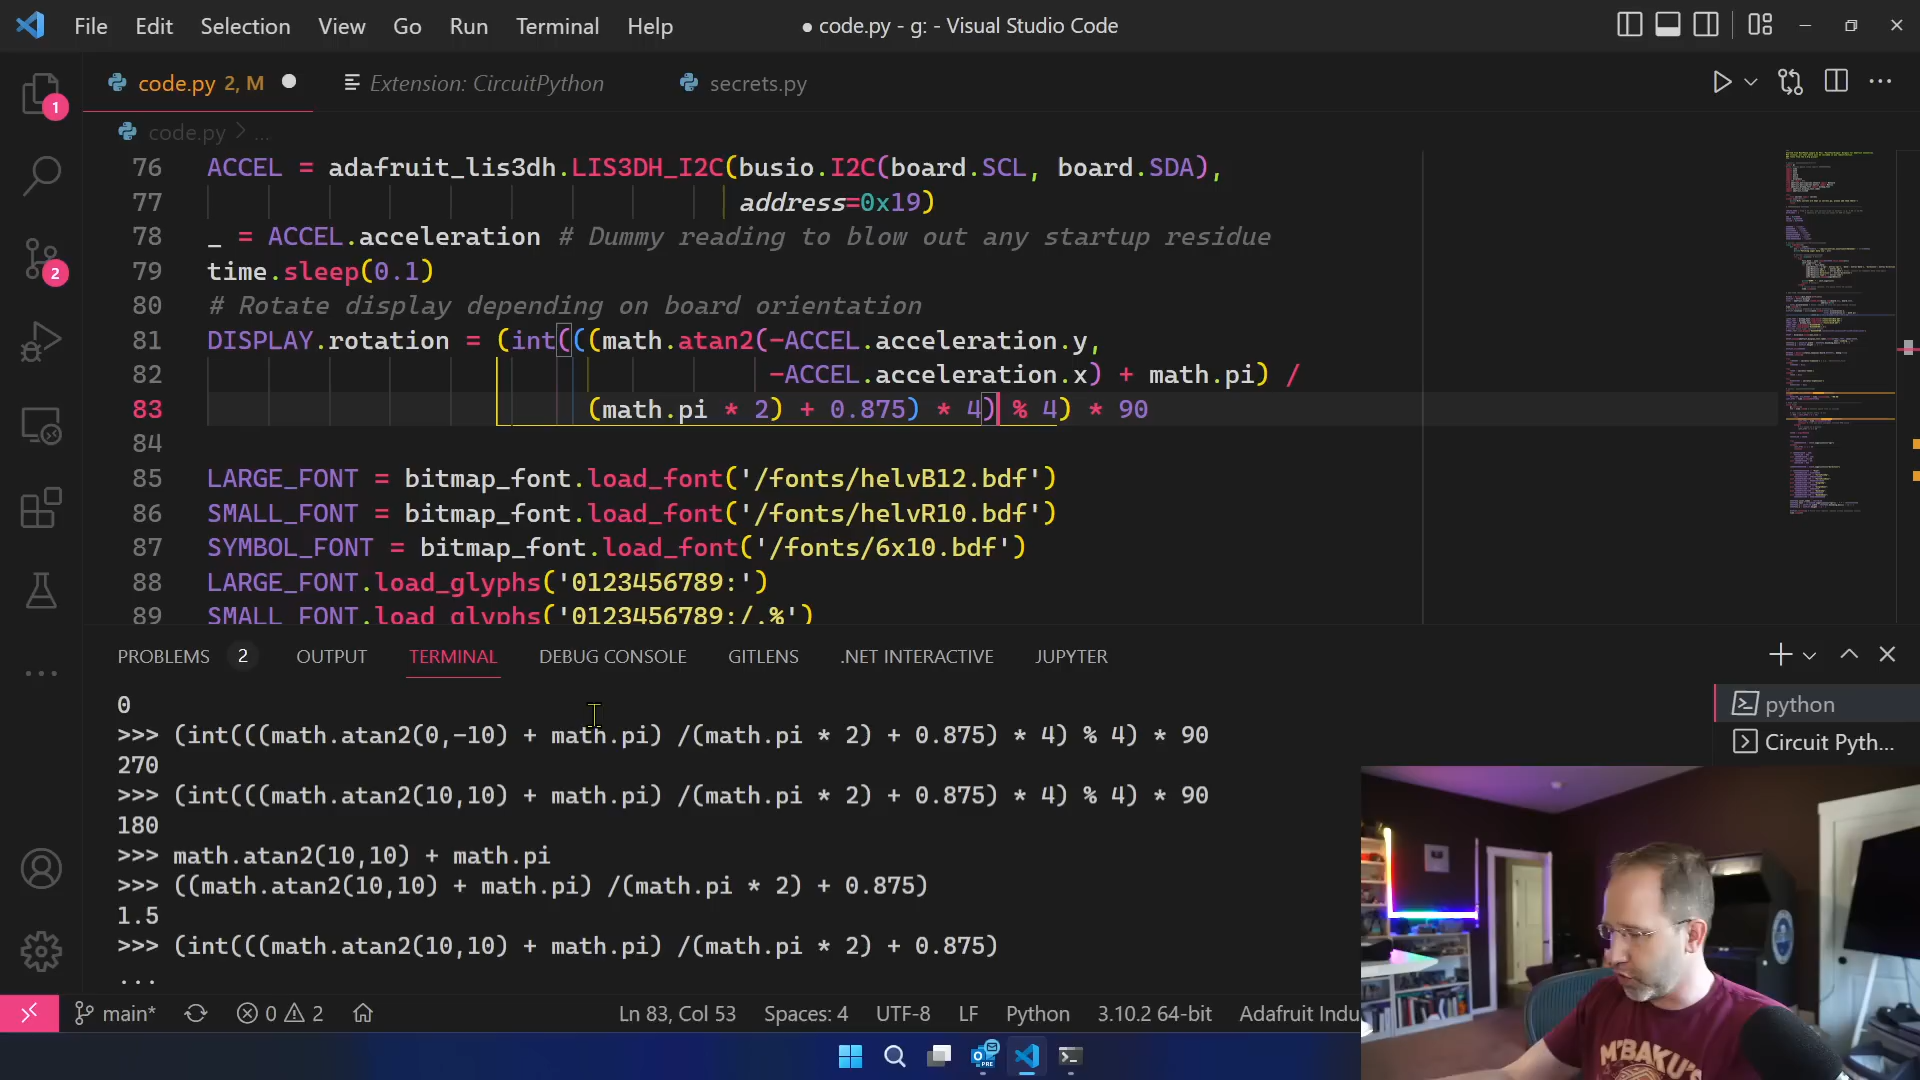 File Edit Selection View Go Run Terminal Help ● code.py - g: - Visual Studio Code
code.py 2, M Extension: CircuitPython secrets.py
code.py > ...
76 ACCEL = adafruit_lis3dh.LIS3DH_I2C(busio.I2C(board.SCL, board.SDA),
77 address=0x19)
78 _ = ACCEL.acceleration # Dummy reading to blow out any startup residue
79 time.sleep(0.1)
80 # Rotate display depending on board orientation
81 DISPLAY.rotation = (int(((math.atan2(-ACCEL.acceleration.y,
82 -ACCEL.acceleration.x) + math.pi) /
83 (math.pi * 2) + 0.875) * 4) % 4) * 90
84
85 LARGE_FONT = bitmap_font.load_font('/fonts/helvB12.bdf')
86 SMALL_FONT = bitmap_font.load_font('/fonts/helvR10.bdf')
87 SYMBOL_FONT = bitmap_font.load_font('/fonts/6x10.bdf')
88 LARGE_FONT.load_glyphs('0123456789:')
89 SMALL_FONT.load_glyphs('0123456789:/.%')
1
2
PROBLEMS 2 OUTPUT TERMINAL DEBUG CONSOLE GITLENS .NET INTERACTIVE JUPYTER
0
>>> (int(((math.atan2(0,-10) + math.pi) /(math.pi * 2) + 0.875) * 4) % 4) * 90
270
>>> (int(((math.atan2(10,10) + math.pi) /(math.pi * 2) + 0.875) * 4) % 4) * 90
180
>>> math.atan2(10,10) + math.pi
>>> ((math.atan2(10,10) + math.pi) /(math.pi * 2) + 0.875)
1.5
>>> (int(((math.atan2(10,10) + math.pi) /(math.pi * 2) + 0.875)
...
python
Circuit Pyth...
main* 0 2 Ln 83, Col 53 Spaces: 4 UTF-8 LF Python 3.10.2 64-bit Adafruit Indu
M'BAKU'S